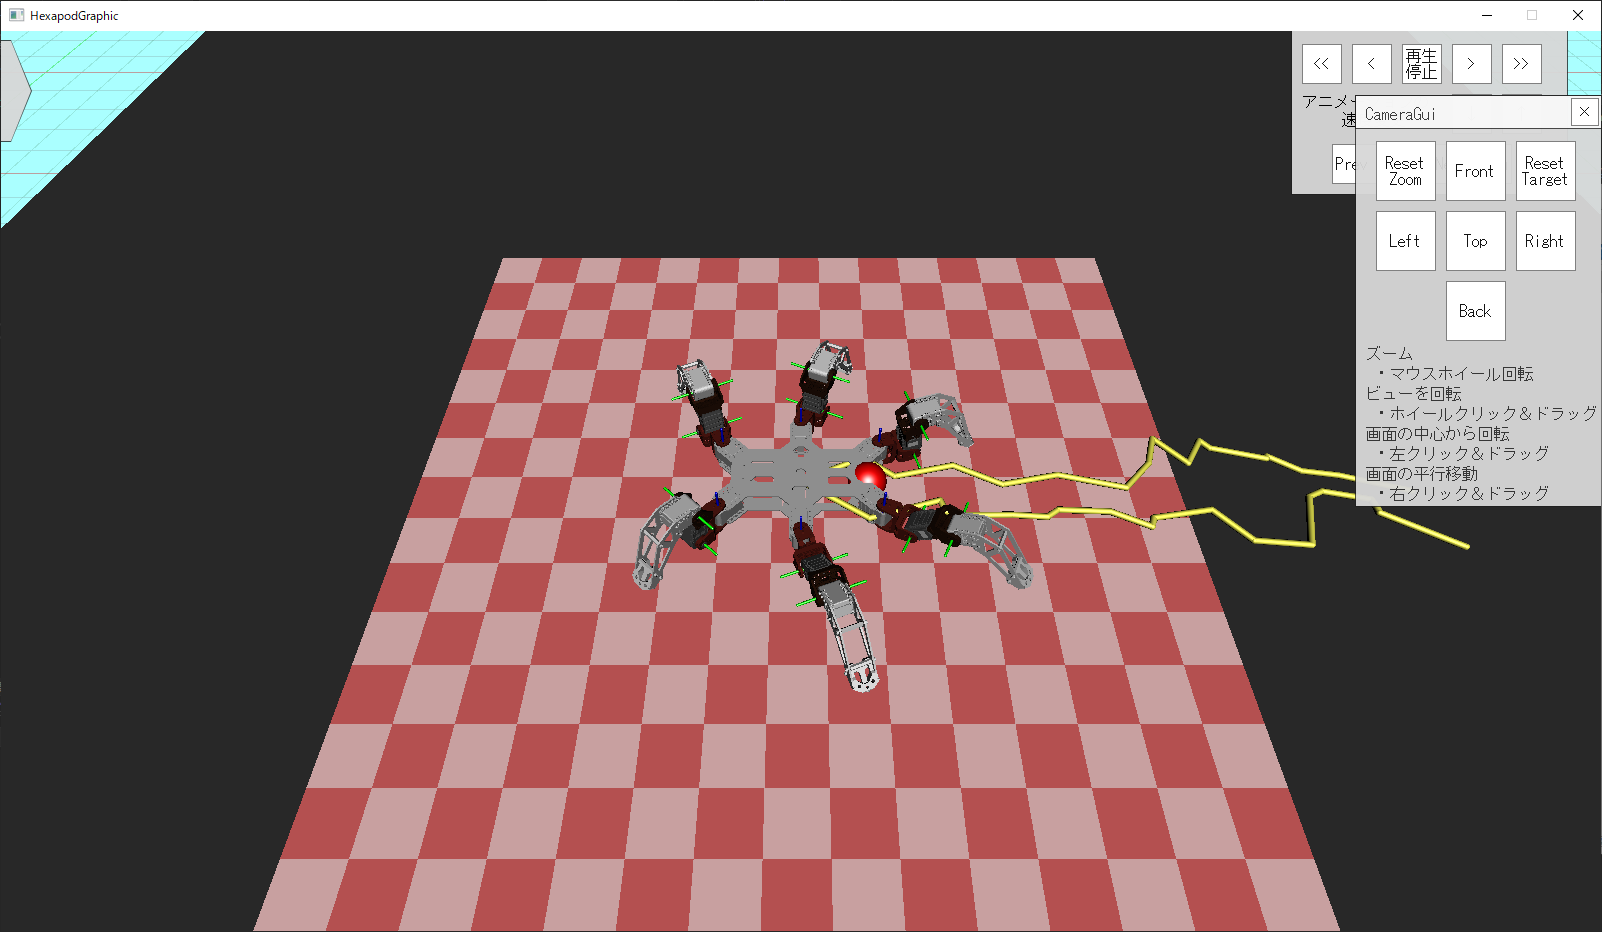 HexapodGraphic
<<
<
再生
停止
>
>>
アニメ
速
Prev
CameraGui
Reset
Zoom
Front
Reset
Target
Left
Top
Right
Back
ズーム
・マウスホイール回転
ビューを回転
・ホイールクリック＆ドラッグ
画面の中心から回転
・左クリック＆ドラッグ
画面の平行移動
・右クリック＆ドラッグ